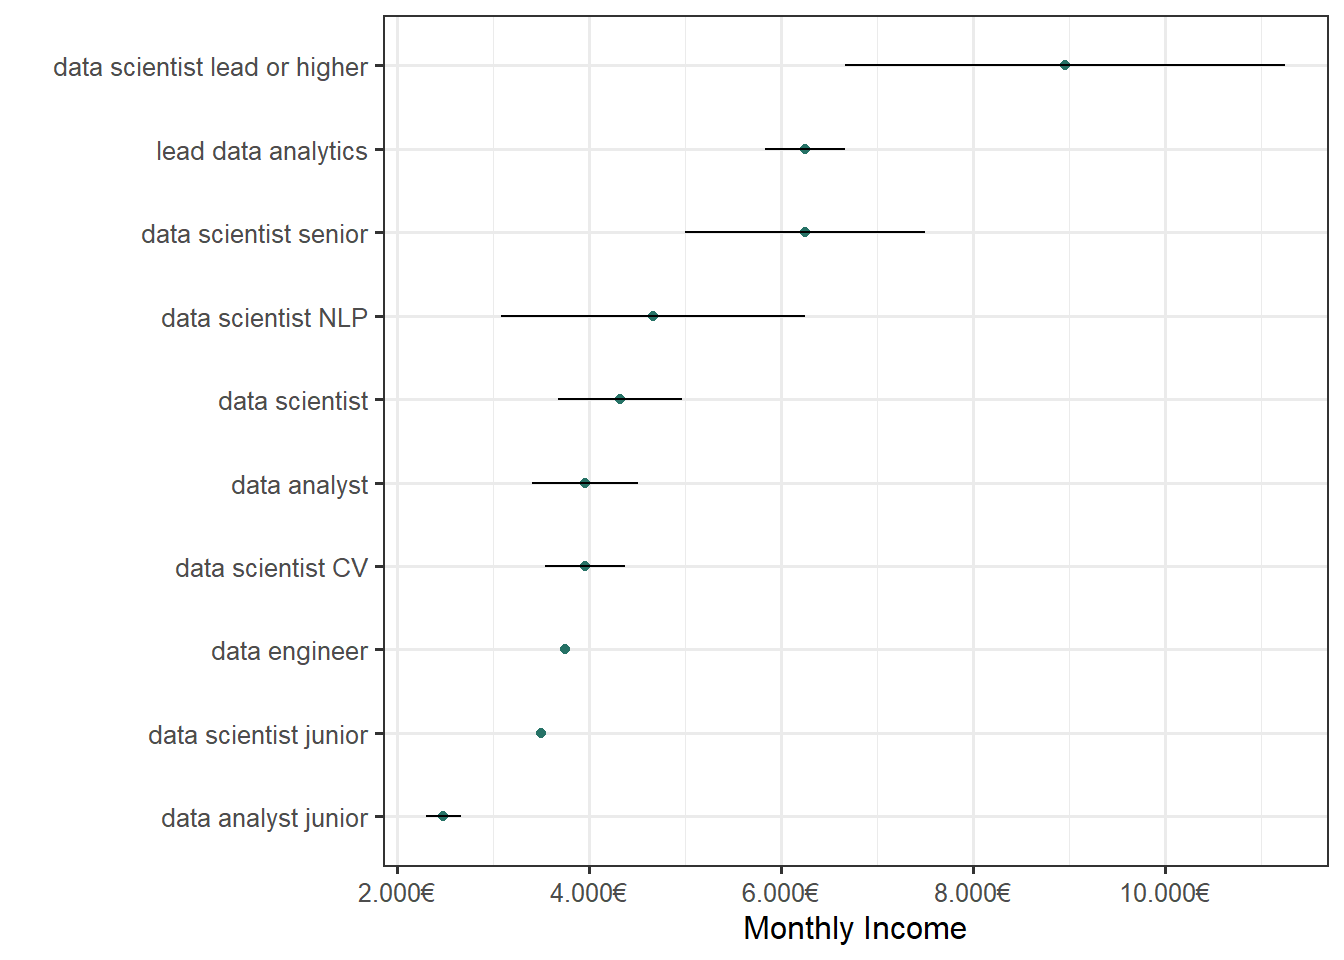 data scientist lead or higher
lead data analytics
data scientist senior
data scientist NLP
data scientist
data analyst
data scientist CV
data engineer
data scientist junior
data analyst junior
2.000€ 4.000€ 6.000€ 8.000€ 10.000€
Monthly Income